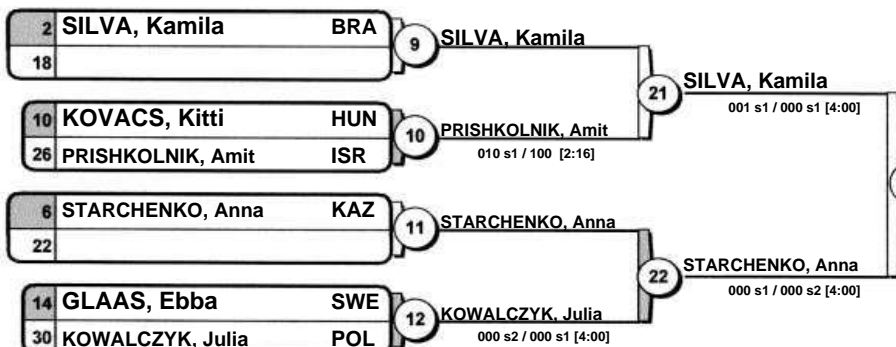 2 SILVA, Kamila BRA
18
9
SILVA, Kamila
10 KOVACS, Kitti HUN
26 PRISHKOLNIK, Amit ISR
10
PRISHKOLNIK, Amit
010 s1 / 100 [2:16]
21
SILVA, Kamila
001 s1 / 000 s1 [4:00]
6 STARCHENKO, Anna KAZ
22
11
STARCHENKO, Anna
14 GLAAS, Ebba SWE
30 KOWALCZYK, Julia POL
12
KOWALCZYK, Julia
000 s2 / 000 s1 [4:00]
22
STARCHENKO, Anna
000 s1 / 000 s2 [4:00]